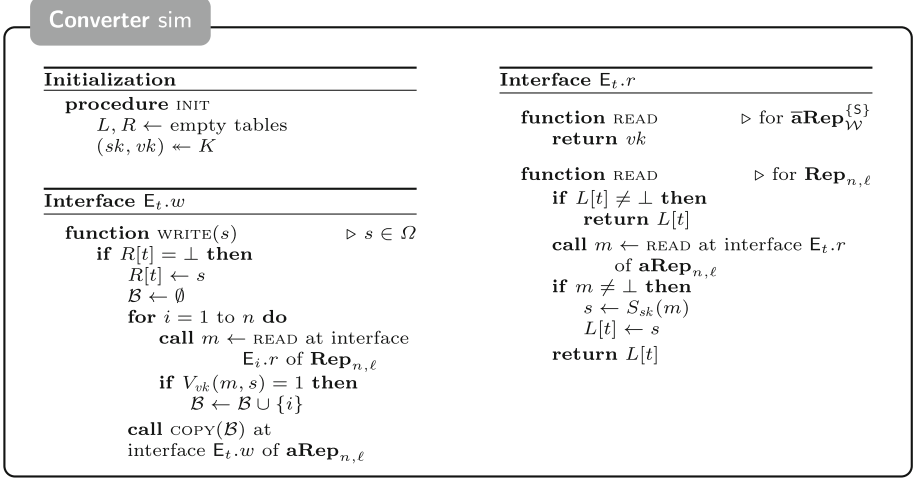 Converter sim
Initialization
procedure INIT
L, R ← empty tables
(sk, vk) ↞ K
Interface E_t.w
function WRITE(s) ▷ s ∈ Ω
if R[t] = ⊥ then
R[t] ← s
ℬ ← ∅
for i = 1 to n do
call m ← READ at interface
E_i.r of Rep_{n,ℓ}
if V_{vk}(m, s) = 1 then
ℬ ← ℬ ∪ {i}
call COPY(ℬ) at
interface E_t.w of aRep_{n,ℓ}
Interface E_t.r
function READ ▷ for a̅Rep_𝒲^{S}
return vk
function READ ▷ for Rep_{n,ℓ}
if L[t] ≠ ⊥ then
return L[t]
call m ← READ at interface E_t.r
of aRep_{n,ℓ}
if m ≠ ⊥ then
s ← S_{sk}(m)
L[t] ← s
return L[t]